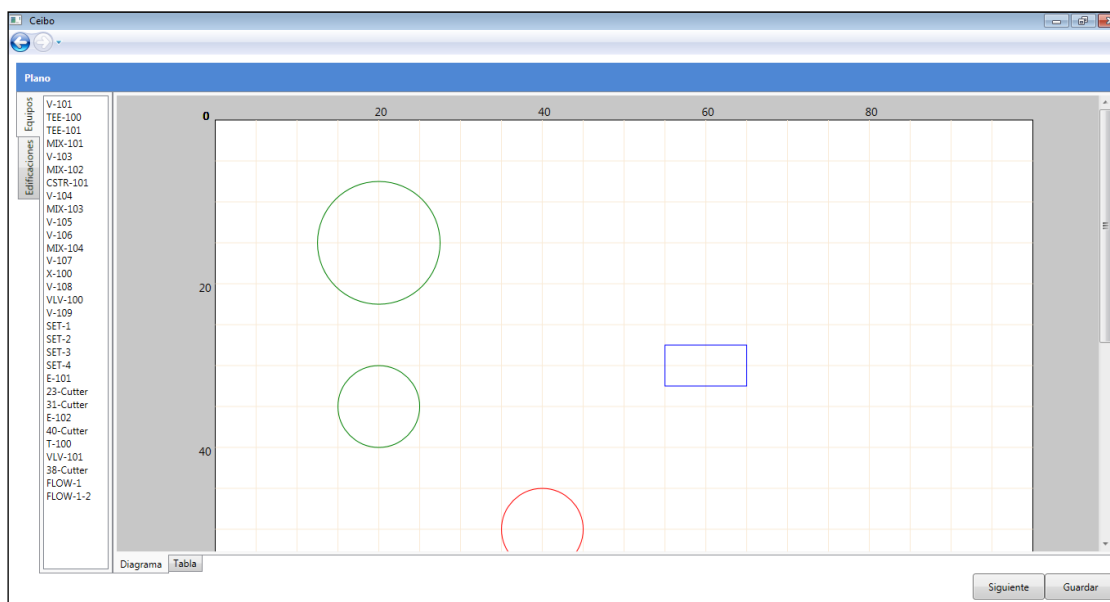 Ceibo
Plano
Equipos
Edificaciones
V-101
TEE-100
TEE-101
MIX-101
V-103
MIX-102
CSTR-101
V-104
MIX-103
V-105
V-106
MIX-104
V-107
X-100
V-108
VLV-100
V-109
SET-1
SET-2
SET-3
SET-4
E-101
23-Cutter
31-Cutter
E-102
40-Cutter
T-100
VLV-101
38-Cutter
FLOW-1
FLOW-1-2
0 20 40 60 80
20
40
Diagrama Tabla
Siguiente Guardar